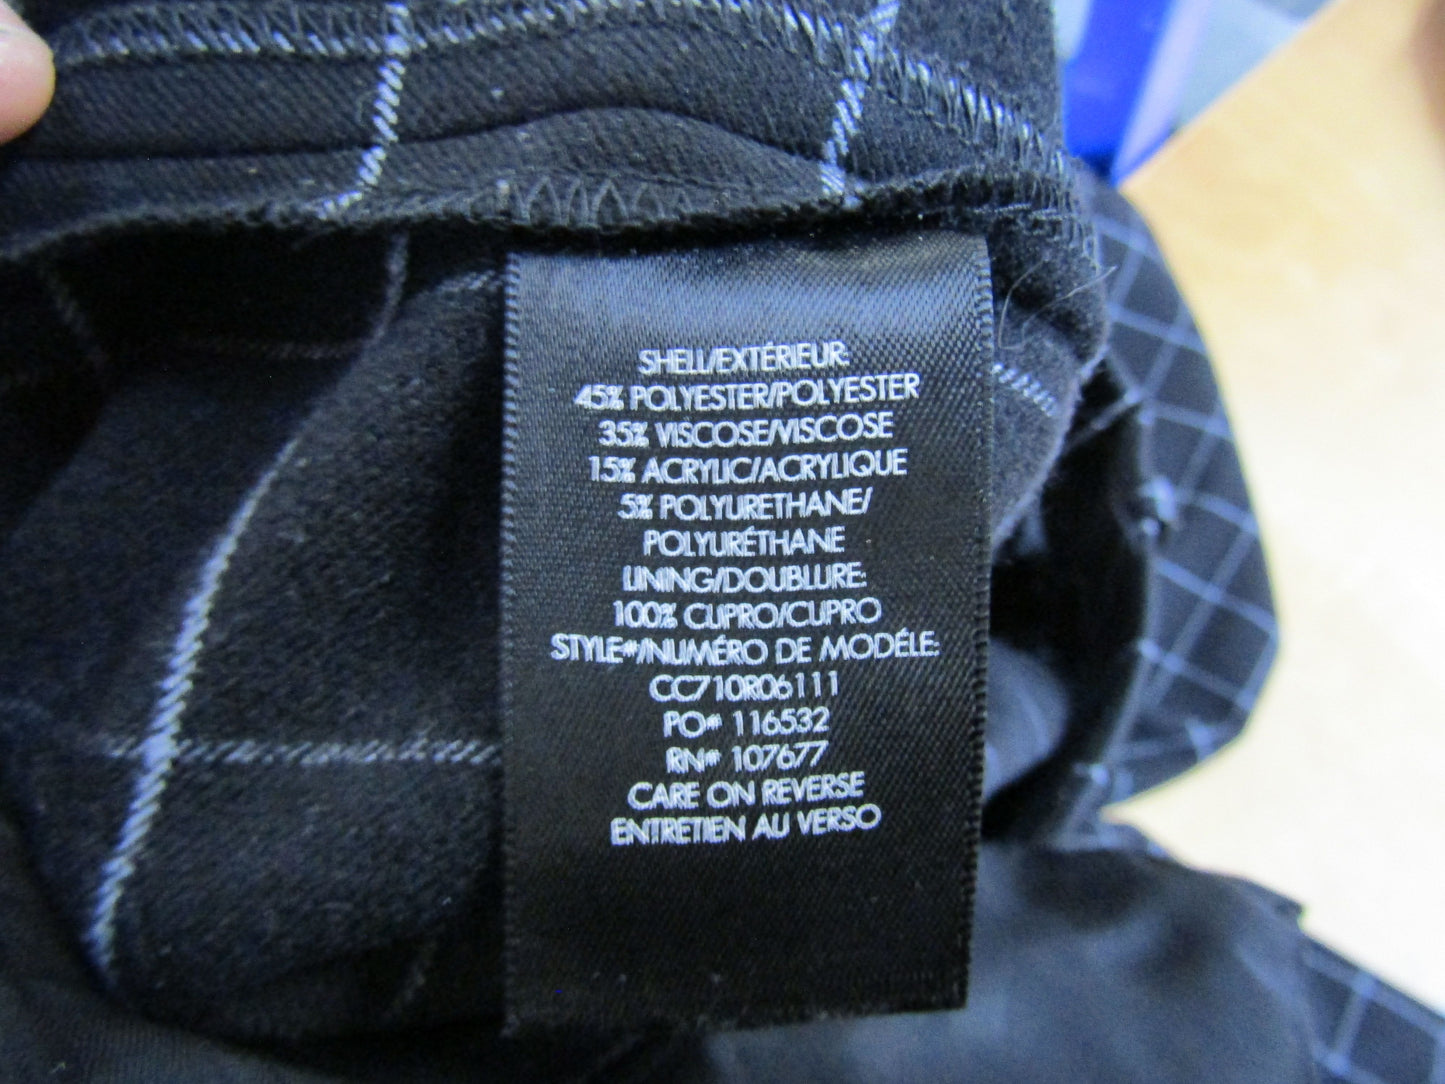 SHELL/EXTÉRIEUR:
45% POLYESTER/POLYESTER
35% VISCOSE/VISCOSE
15% ACRYLIC/ACRYLIQUE
5% POLYURETHANE/
POLYURÉTHANE
LINING/DOUBLURE:
100% CUPRO/CUPRO
STYLE#/NUMÉRO DE MODÉLE:
CC710R06111
PO# 116532
RN# 107677
CARE ON REVERSE
ENTRETIEN AU VERSO